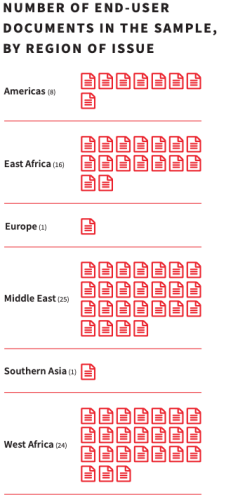 NUMBER OF END-USER
DOCUMENTS IN THE SAMPLE,
BY REGION OF ISSUE
Americas (8)
East Africa (16)
Europe (1)
Middle East (25)
Southern Asia (1)
West Africa (24)